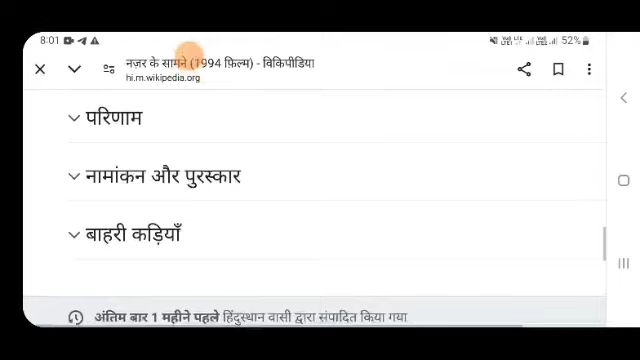 8:01 52%
नज़र के सामने (1994 फ़िल्म) - विकिपीडिया
hi.m.wikipedia.org
परिणाम
नामांकन और पुरस्कार
बाहरी कड़ियाँ
अंतिम बार 1 महीने पहले हिंदुस्थान वासी द्वारा संपादित किया गया